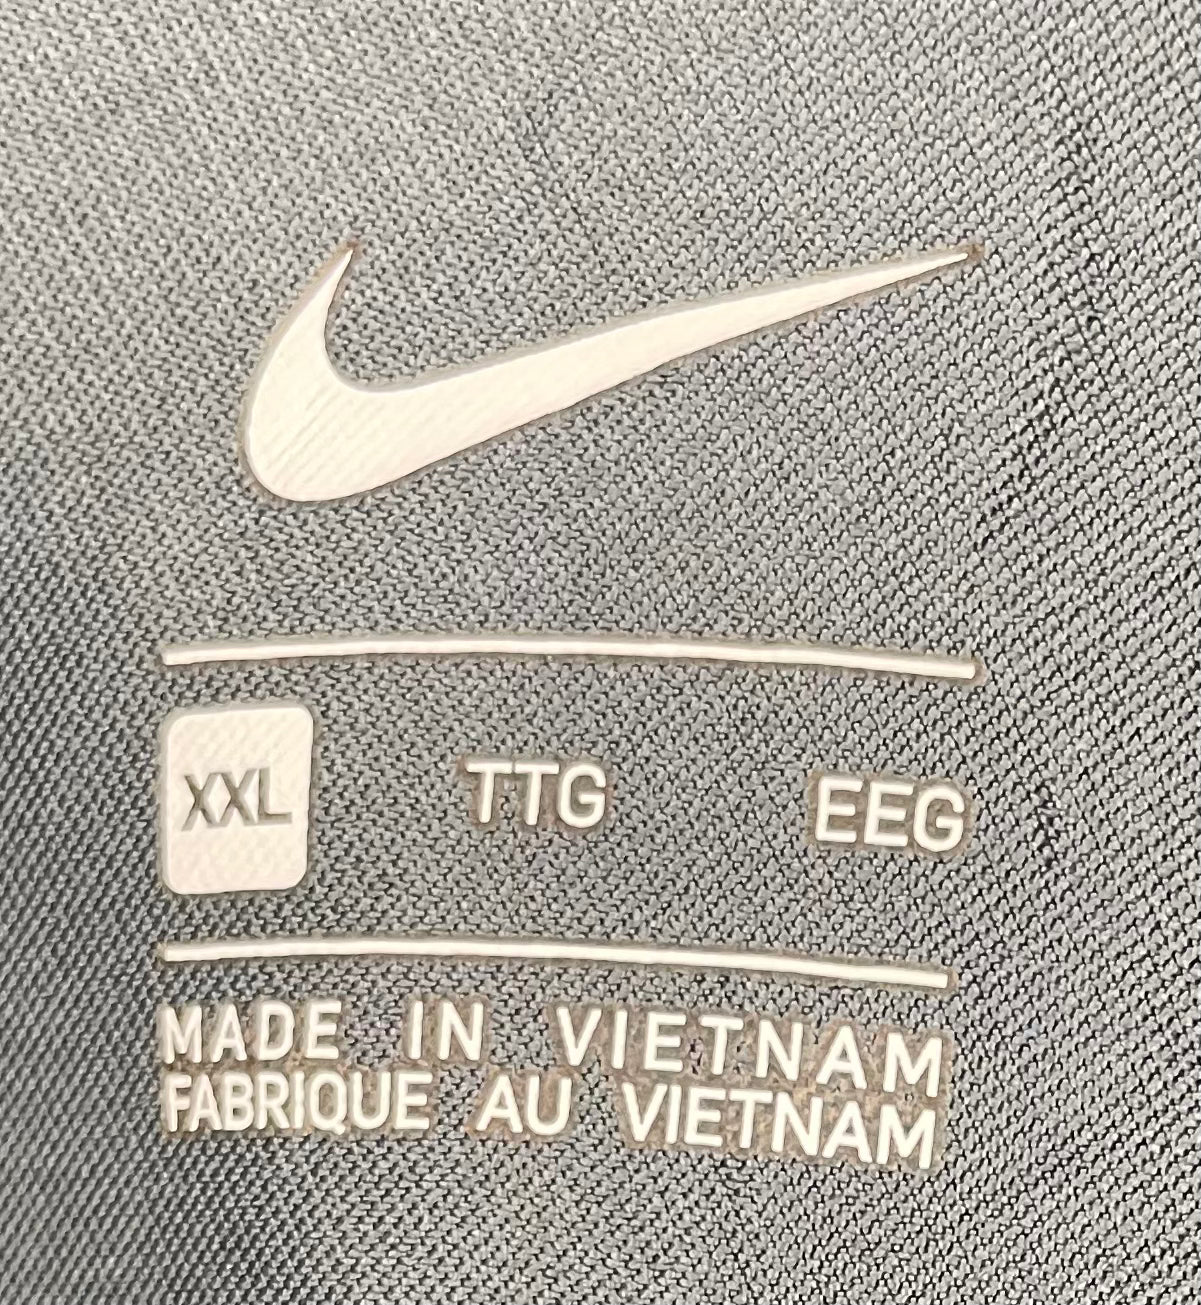 XXL TTG EEG
MADE IN VIETNAM
FABRIQUE AU VIETNAM